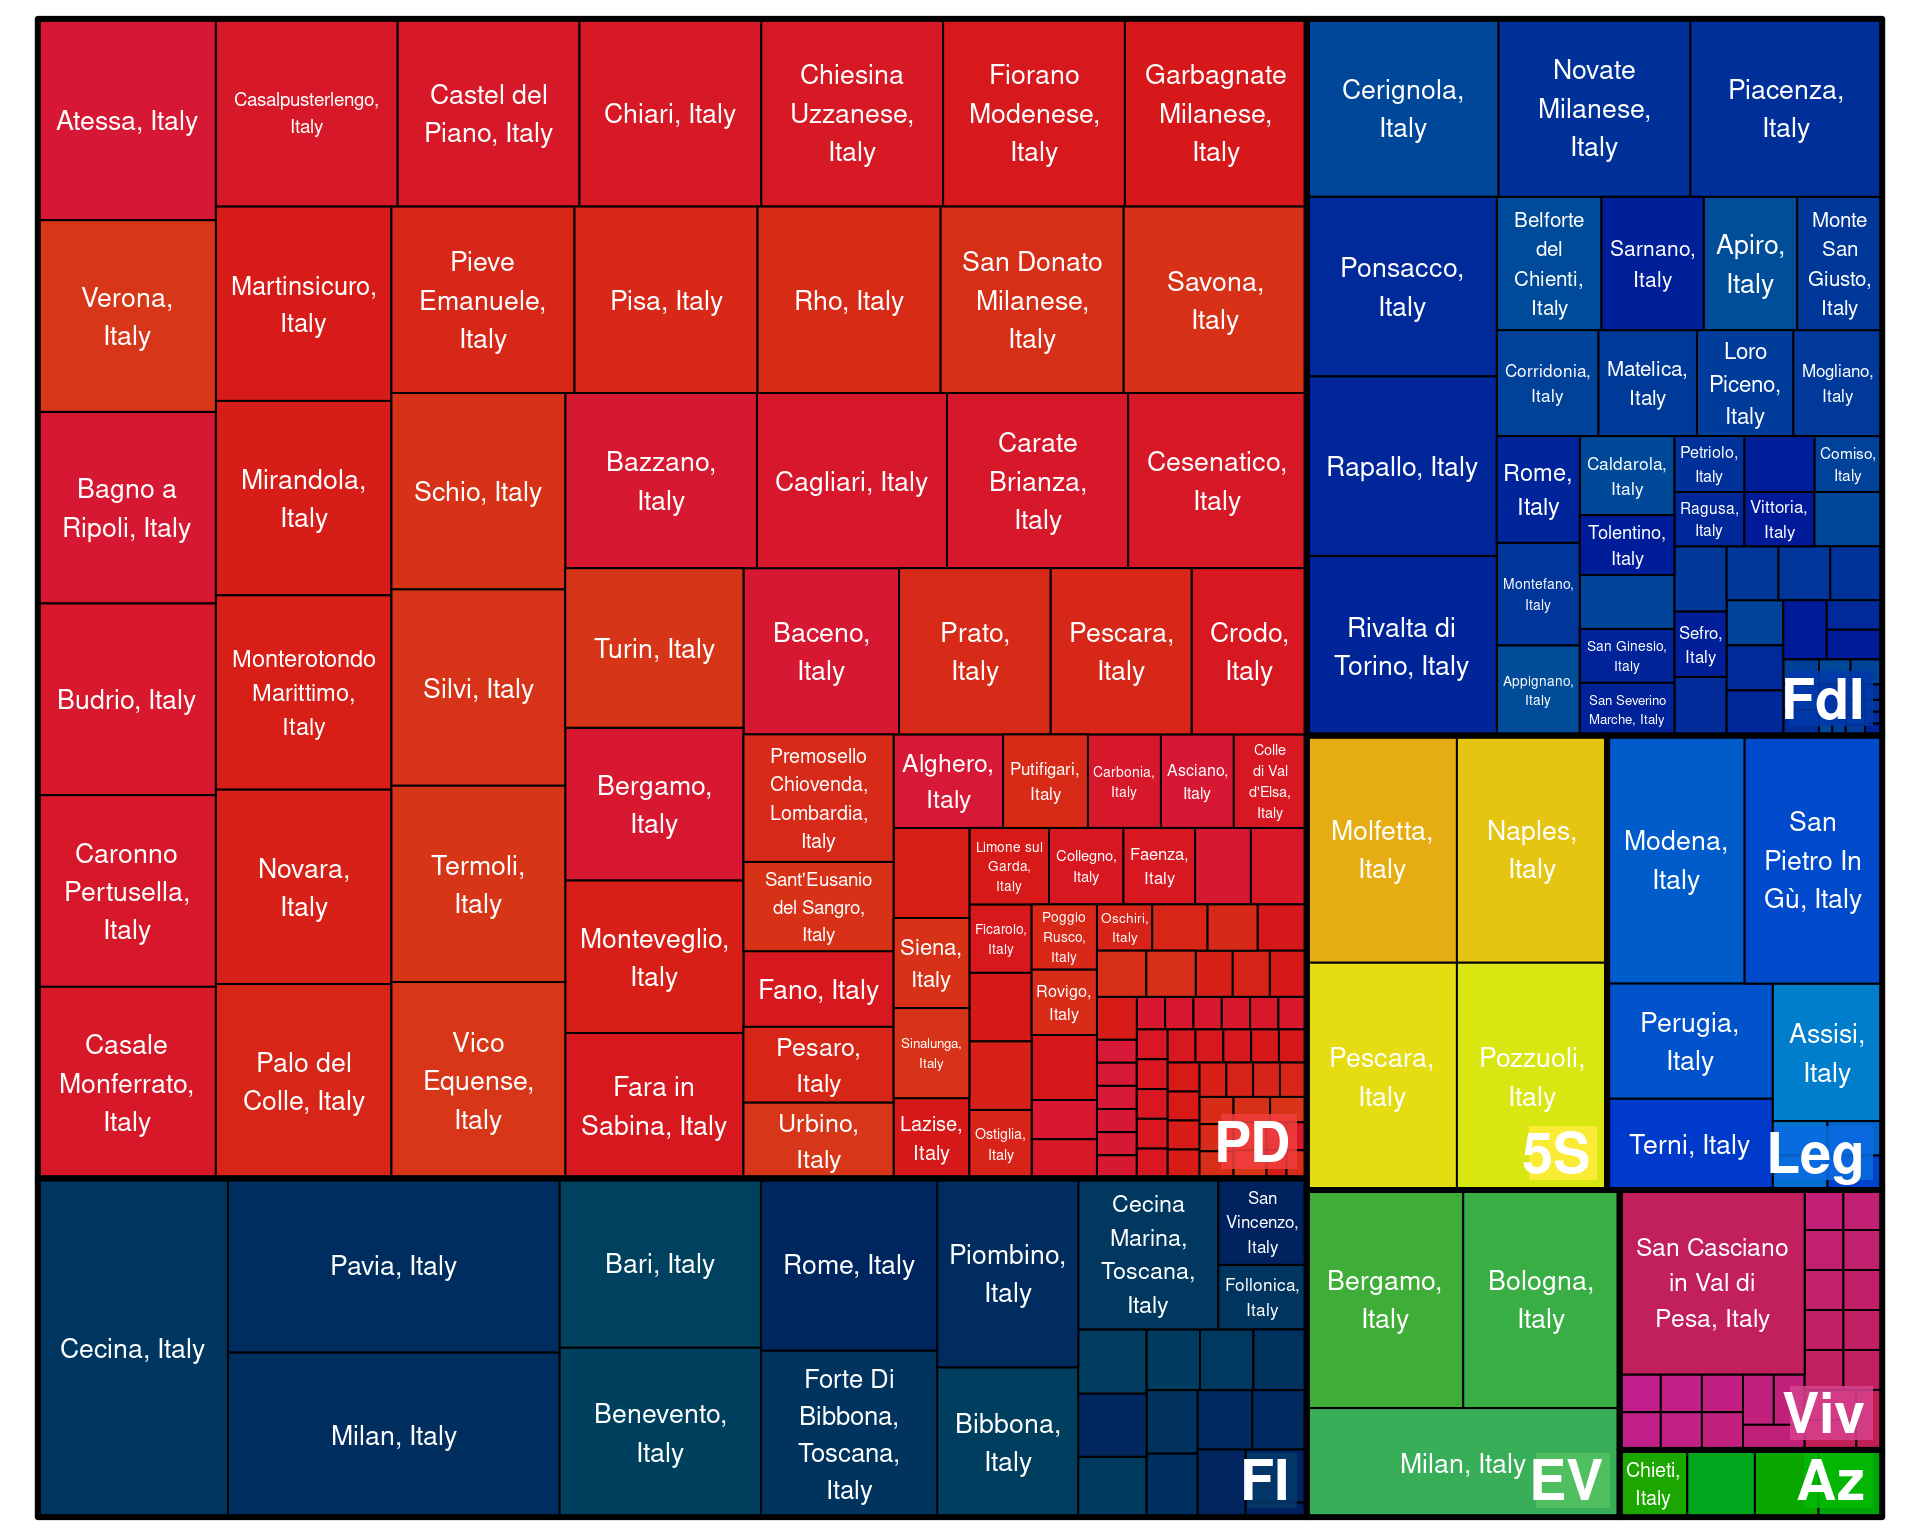 Atessa, Italy
Casalpusterlengo,
Italy
Castel del
Piano, Italy
Chiari, Italy
Chiesina
Uzzanese,
Italy
Fiorano
Modenese,
Italy
Garbagnate
Milanese,
Italy
Verona,
Italy
Martinsicuro,
Italy
Pieve
Emanuele,
Italy
Pisa, Italy
Rho, Italy
San Donato
Milanese,
Italy
Savona,
Italy
Bagno a
Ripoli, Italy
Mirandola,
Italy
Schio, Italy
Bazzano,
Italy
Cagliari, Italy
Carate
Brianza,
Italy
Cesenatico,
Italy
Budrio, Italy
Monterotondo
Marittimo,
Italy
Silvi, Italy
Turin, Italy
Baceno,
Italy
Prato,
Italy
Pescara,
Italy
Crodo,
Italy
Caronno
Pertusella,
Italy
Novara,
Italy
Termoli,
Italy
Bergamo,
Italy
Premosello
Chiovenda,
Lombardia,
Italy
Alghero,
Italy
Putifigari,
Italy
Carbonia,
Italy
Asciano,
Italy
Colle
di Val
d'Elsa,
Italy
Monteveglio,
Italy
Sant'Eusanio
del Sangro,
Italy
Limone sul
Garda,
Italy
Collegno,
Italy
Faenza,
Italy
Siena,
Italy
Ficarolo,
Italy
Poggio
Rusco,
Italy
Oschiri,
Italy
Fano, Italy
Rovigo,
Italy
Casale
Monferrato,
Italy
Palo del
Colle, Italy
Vico
Equense,
Italy
Fara in
Sabina, Italy
Pesaro,
Italy
Sinalunga,
Italy
Urbino,
Italy
Lazise,
Italy
Ostiglia,
Italy
PD
Cerignola,
Italy
Novate
Milanese,
Italy
Piacenza,
Italy
Ponsacco,
Italy
Belforte
del
Chienti,
Italy
Sarnano,
Italy
Apiro,
Italy
Monte
San
Giusto,
Italy
Corridonia,
Italy
Matelica,
Italy
Loro
Piceno,
Italy
Mogliano,
Italy
Rapallo, Italy
Rome,
Italy
Caldarola,
Italy
Petriolo,
Italy
Comiso,
Italy
Ragusa,
Italy
Vittoria,
Italy
Tolentino,
Italy
Rivalta di
Torino, Italy
Montefano,
Italy
San Ginesio,
Italy
Sefro,
Italy
Appignano,
Italy
San Severino
Marche, Italy
FdI
Molfetta,
Italy
Naples,
Italy
Pescara,
Italy
Pozzuoli,
Italy
5S
Modena,
Italy
San
Pietro In
Gù, Italy
Perugia,
Italy
Assisi,
Italy
Terni, Italy
Leg
Cecina, Italy
Pavia, Italy
Milan, Italy
Bari, Italy
Benevento,
Italy
Rome, Italy
Forte Di
Bibbona,
Toscana,
Italy
Piombino,
Italy
Bibbona,
Italy
Cecina
Marina,
Toscana,
Italy
San
Vincenzo,
Italy
Follonica,
Italy
FI
Bergamo,
Italy
Bologna,
Italy
Milan, Italy
EV
San Casciano
in Val di
Pesa, Italy
Viv
Chieti,
Italy
Az